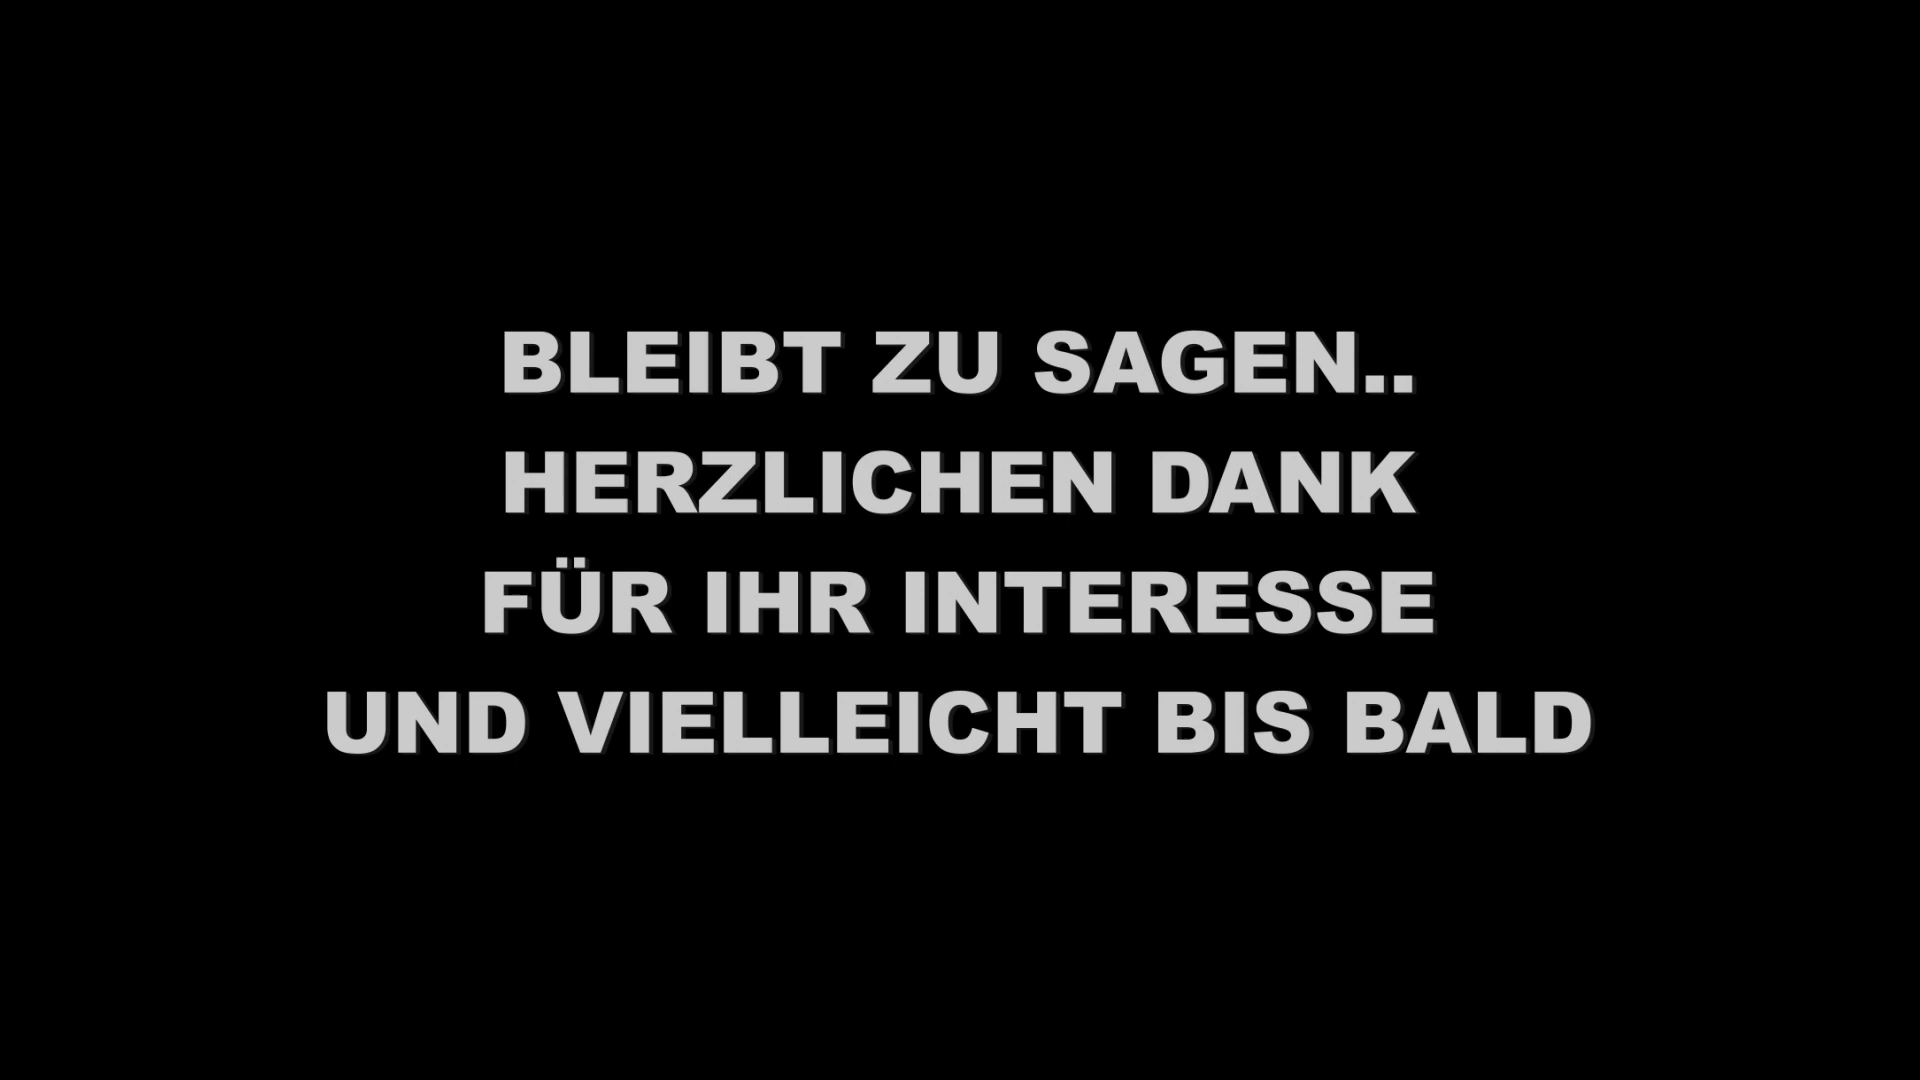 BLEIBT ZU SAGEN..
HERZLICHEN DANK
FÜR IHR INTERESSE
UND VIELLEICHT BIS BALD